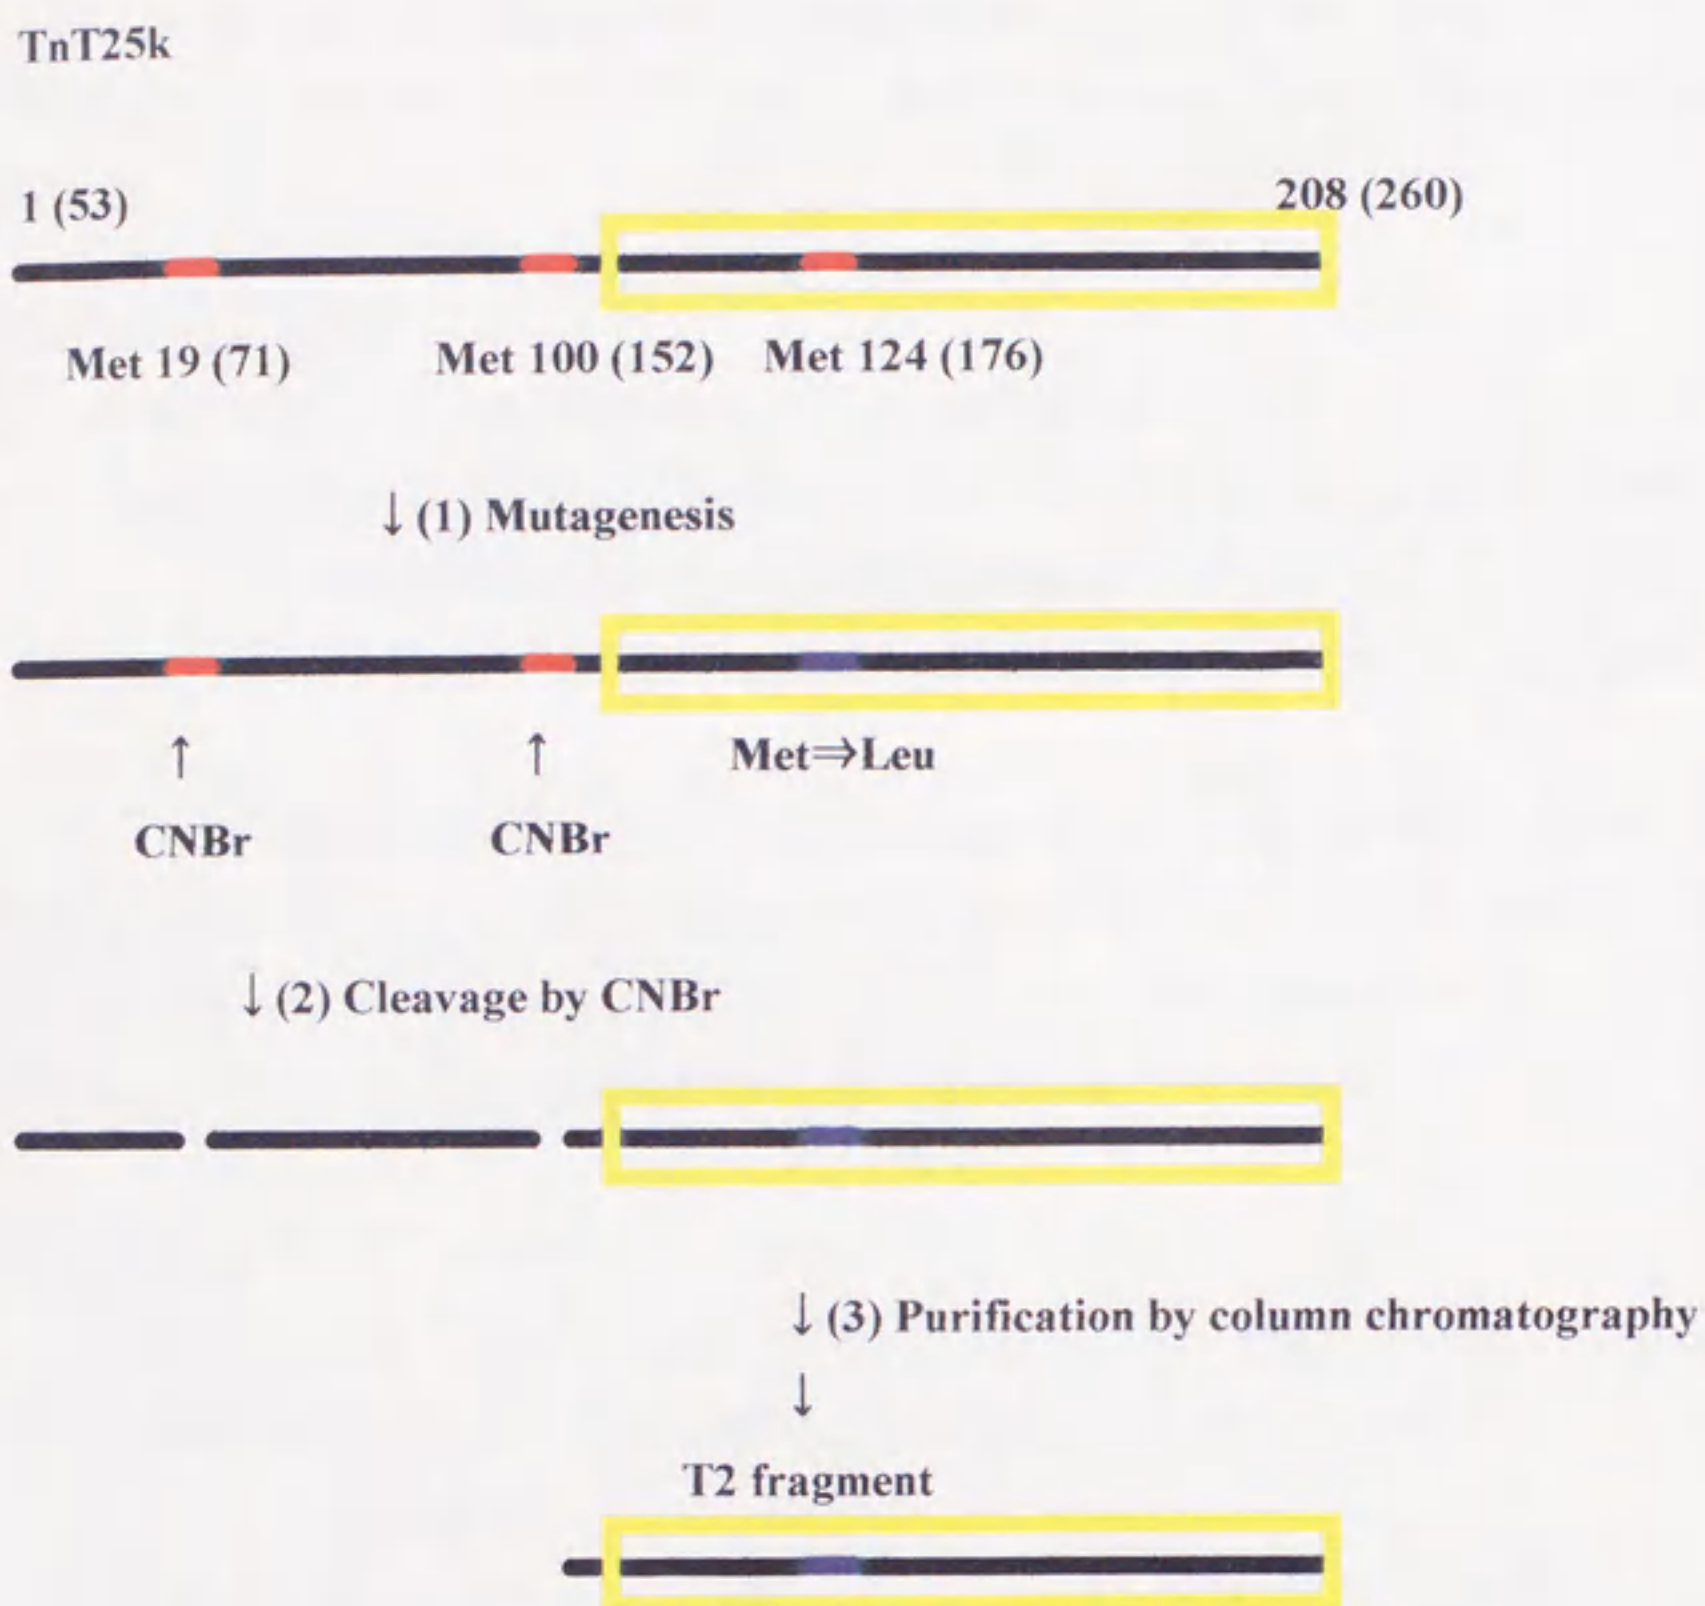 TnT25k
1 (53)
208 (260)
Met 19 (71)
Met 100 (152)
Met 124 (176)
↓ (1) Mutagenesis
↑
↑
Met⇒Leu
CNBr
CNBr
↓ (2) Cleavage by CNBr
↓ (3) Purification by column chromatography
↓
T2 fragment